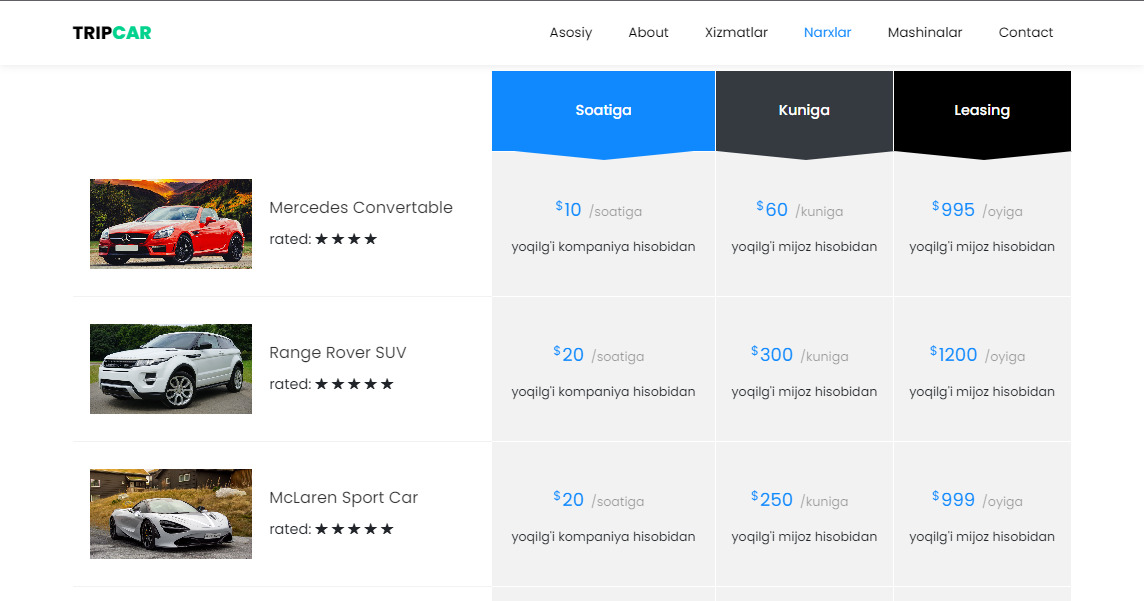 TRIPCAR
Asosiy About Xizmatlar Narxlar Mashinalar Contact
Soatiga Kuniga Leasing
Mercedes Convertable
rated: ★ ★ ★ ★
$10 /soatiga $60 /kuniga $995 /oyiga
yoqilg'i kompaniya hisobidan yoqilg'i mijoz hisobidan yoqilg'i mijoz hisobidan
Range Rover SUV
rated: ★ ★ ★ ★ ★
$20 /soatiga $300 /kuniga $1200 /oyiga
yoqilg'i kompaniya hisobidan yoqilg'i mijoz hisobidan yoqilg'i mijoz hisobidan
McLaren Sport Car
rated: ★ ★ ★ ★ ★
$20 /soatiga $250 /kuniga $999 /oyiga
yoqilg'i kompaniya hisobidan yoqilg'i mijoz hisobidan yoqilg'i mijoz hisobidan